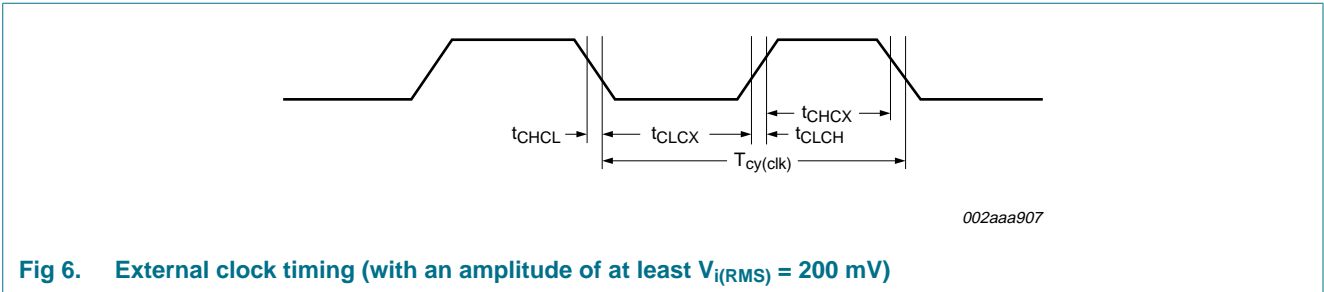 tCHCX
tCHCL tCLCX tCLCH
Tcy(clk)
002aaa907
Fig 6. External clock timing (with an amplitude of at least Vi(RMS) = 200 mV)